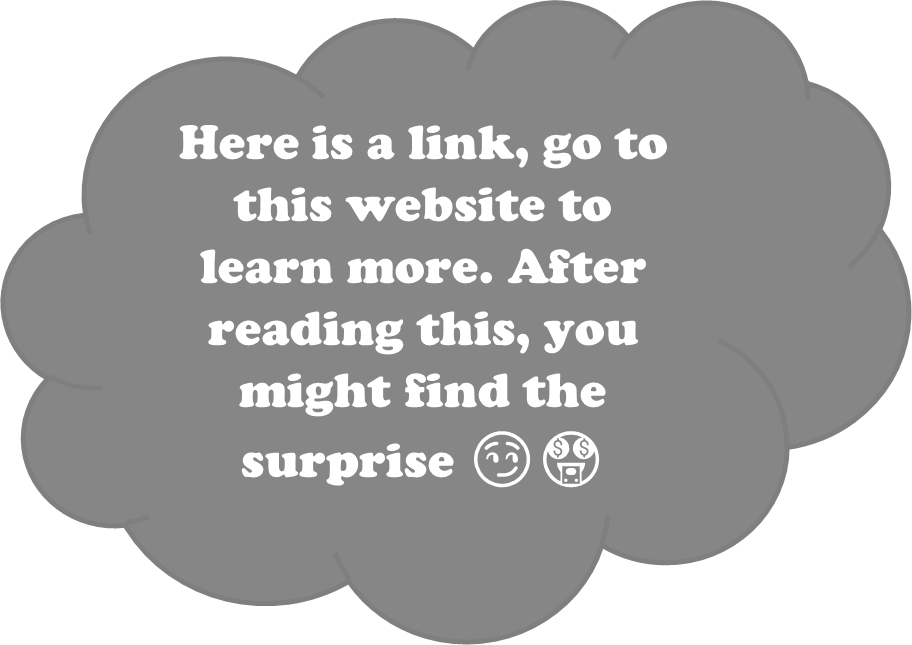 Here is a link, go to
this website to
learn more. After
reading this, you
might find the
surprise 😏🤑